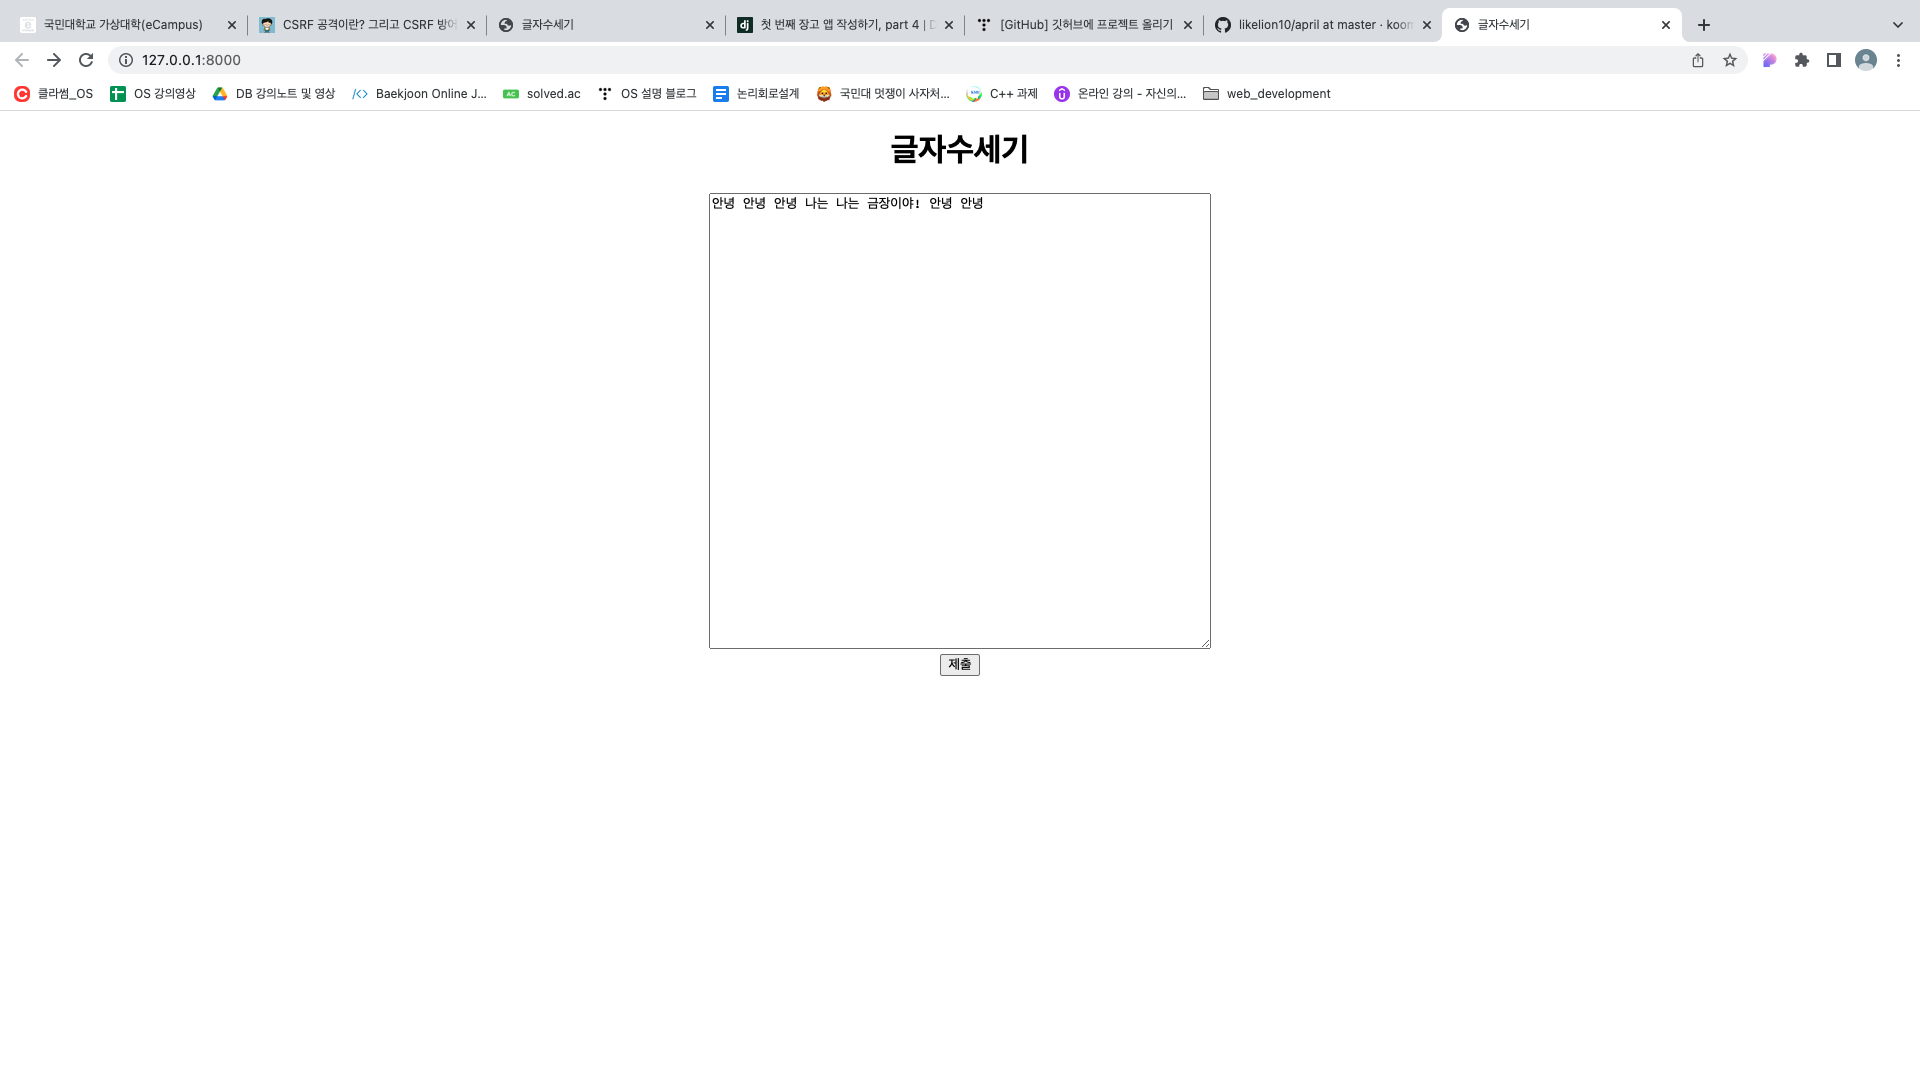 국민대학교 가상대학(eCampus)
CSRF 공격이란? 그리고 CSRF 방어
글자수세기
첫 번째 장고 앱 작성하기, part 4 | D
[GitHub] 깃허브에 프로젝트 올리기
likelion10/april at master · koom
글자수세기
127.0.0.1:8000
클라썸_OS
OS 강의영상
DB 강의노트 및 영상
Baekjoon Online J...
solved.ac
OS 설명 블로그
논리회로설계
국민대 멋쟁이 사자처...
C++ 과제
온라인 강의 - 자신의...
web_development
글자수세기
안녕 안녕 안녕 나는 나는 금장이야! 안녕 안녕
제출